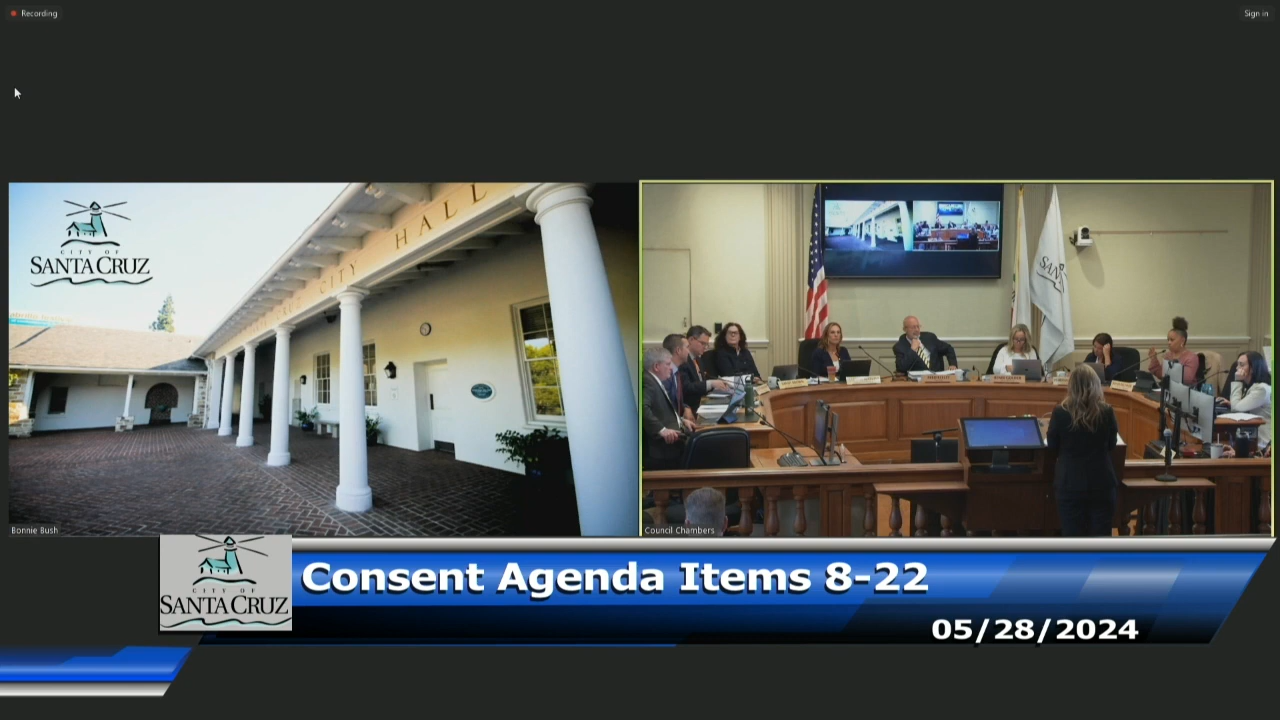 Recording
Sign in
CITY OF
SANTA CRUZ
CITY HALL
Bonnie Bush
Council Chambers
CITY OF
SANTA CRUZ
Consent Agenda Items 8-22
05/28/2024